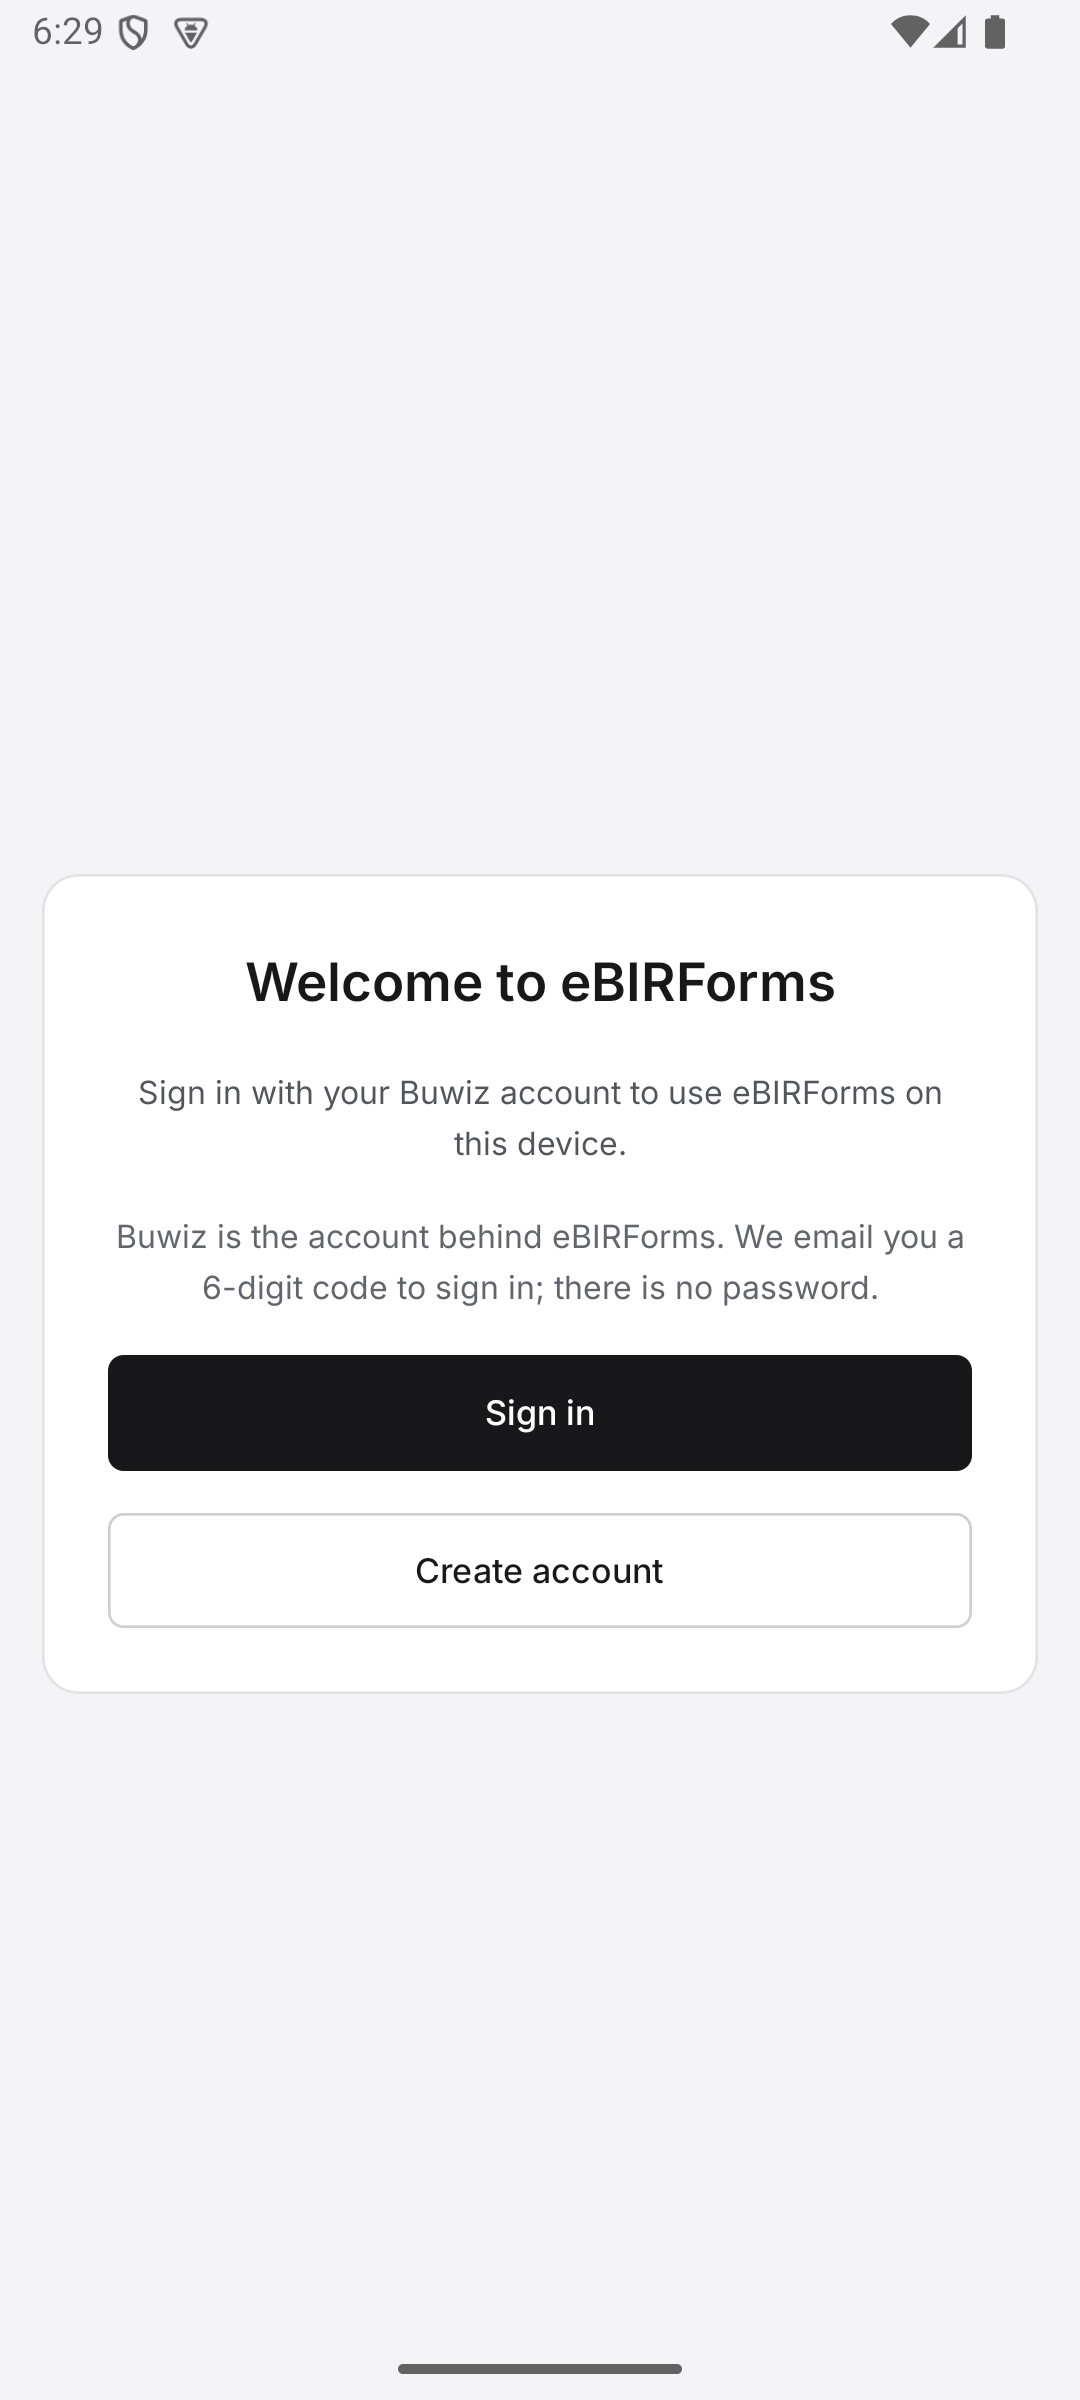 6:29
Welcome to eBIRForms
Sign in with your Buwiz account to use eBIRForms on
this device.
Buwiz is the account behind eBIRForms. We email you a
6-digit code to sign in; there is no password.
Sign in
Create account